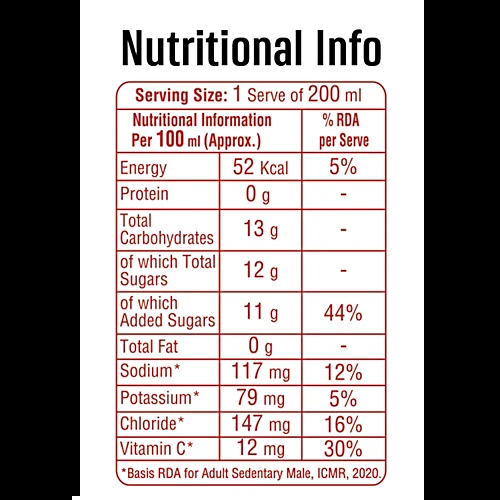 Nutritional Info
Serving Size: 1 Serve of 200 ml
Nutritional Information % RDA
Per 100 ml (Approx.) per Serve
Energy 52 Kcal 5%
Protein 0 g -
Total
Carbohydrates 13 g -
of which Total
Sugars 12 g -
of which
Added Sugars 11 g 44%
Total Fat 0 g -
Sodium* 117 mg 12%
Potassium* 79 mg 5%
Chloride* 147 mg 16%
Vitamin C* 12 mg 30%
*Basis RDA for Adult Sedentary Male, ICMR, 2020.